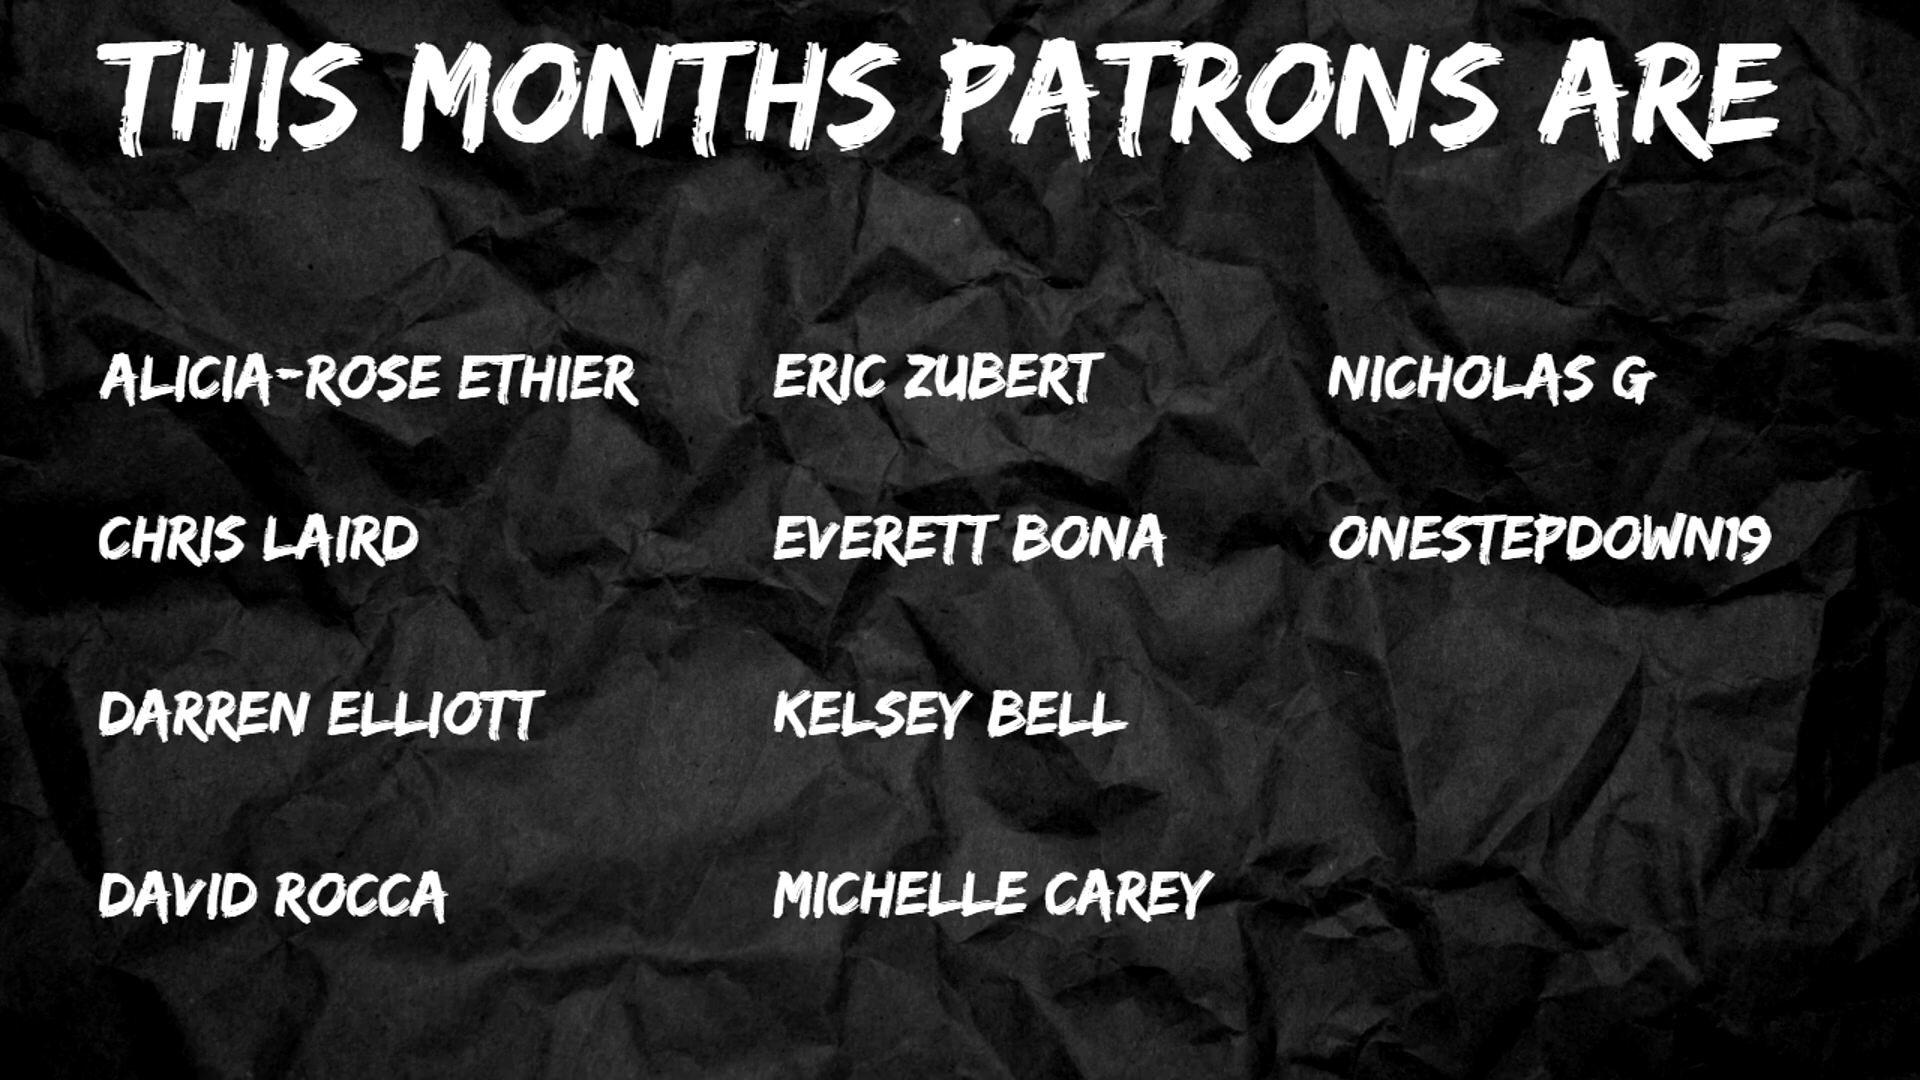 THIS MONTHS PATRONS ARE
ALICIA-ROSE ETHIER
CHRIS LAIRD
DARREN ELLIOTT
DAVID ROCCA
ERIC ZUBERT
EVERETT BONA
KELSEY BELL
MICHELLE CAREY
NICHOLAS G
ONESTEPDOWN19